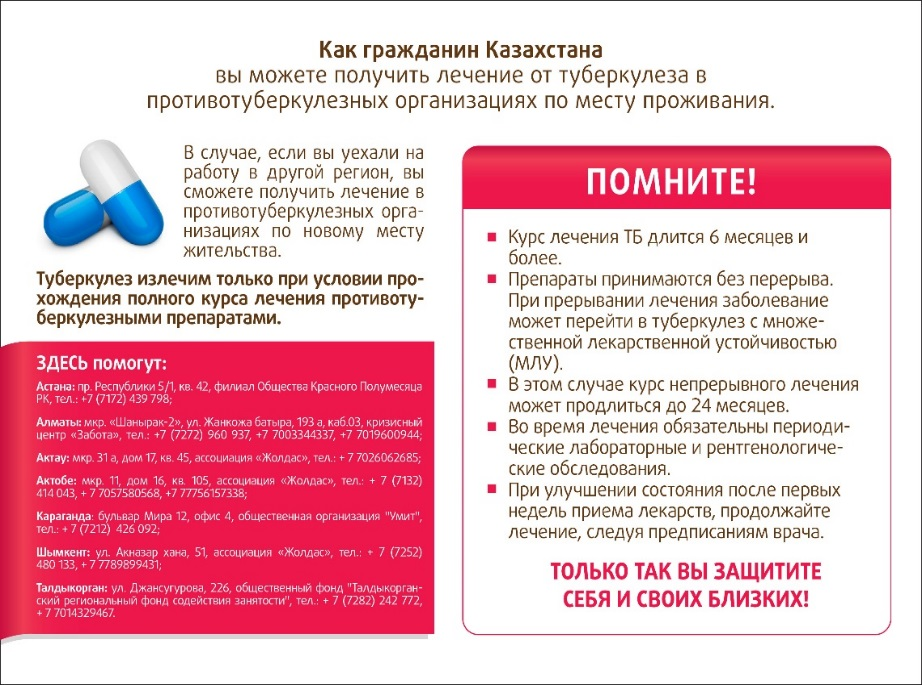 Как гражданин Казахстана
вы можете получить лечение от туберкулеза в
противотуберкулезных организациях по месту проживания.
В случае, если вы уехали на
работу в другой регион, вы
сможете получить лечение в
противотуберкулезных орга-
низациях по новому месту
жительства.
Туберкулез излечим только при условии про-
хождения полного курса лечения противоту-
беркулезными препаратами.
ЗДЕСЬ помогут:
Астана: пр. Республики 5/1, кв. 42, филиал Общества Красного Полумесяца
РК, тел.: +7 (7172) 439 798;
Алматы: мкр. «Шанырак-2», ул. Жанкожа батыра, 193 а, каб.03, кризисный
центр «Забота», тел.: +7 (7272) 960 937, +7 7003344337, +7 7019600944;
Актау: мкр. 31 а, дом 17, кв. 45, ассоциация «Жолдас», тел.: + 7 7026062685;
Актобе: мкр. 11, дом 16, кв. 105, ассоциация «Жолдас», тел.: + 7 (7132)
414 043, + 7 7057580568, +7 77756157338;
Караганда: бульвар Мира 12, офис 4, общественная организация "Умит",
тел.: + 7 (7212) 426 092;
Шымкент: ул. Акназар хана, 51, ассоциация «Жолдас», тел.: + 7 (7252)
480 133, + 7 7789899431;
Талдыкорган: ул. Джансугурова, 226, общественный фонд "Талдыкорган-
ский региональный фонд содействия занятости", тел.: + 7 (7282) 242 772,
+ 7 7014329467.
ПОМНИТЕ!
▪ Курс лечения ТБ длится 6 месяцев и
более.
▪ Препараты принимаются без перерыва.
При прерывании лечения заболевание
может перейти в туберкулез с множе-
ственной лекарственной устойчивостью
(МЛУ).
▪ В этом случае курс непрерывного лечения
может продлиться до 24 месяцев.
▪ Во время лечения обязательны периоди-
ческие лабораторные и рентгенологиче-
ские обследования.
▪ При улучшении состояния после первых
недель приема лекарств, продолжайте
лечение, следуя предписаниям врача.
ТОЛЬКО ТАК ВЫ ЗАЩИТИТЕ
СЕБЯ И СВОИХ БЛИЗКИХ!